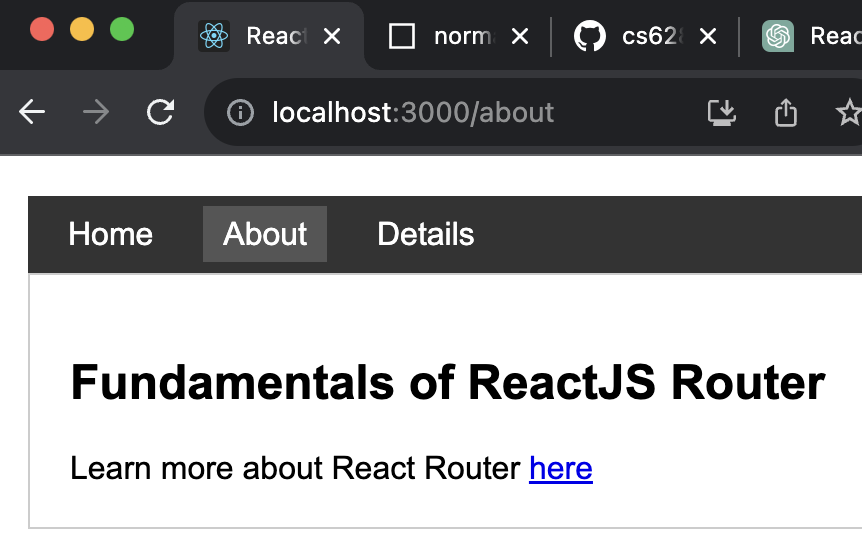 React
norm
cs628
Reac
localhost:3000/about
Home About Details
Fundamentals of ReactJS Router
Learn more about React Router here